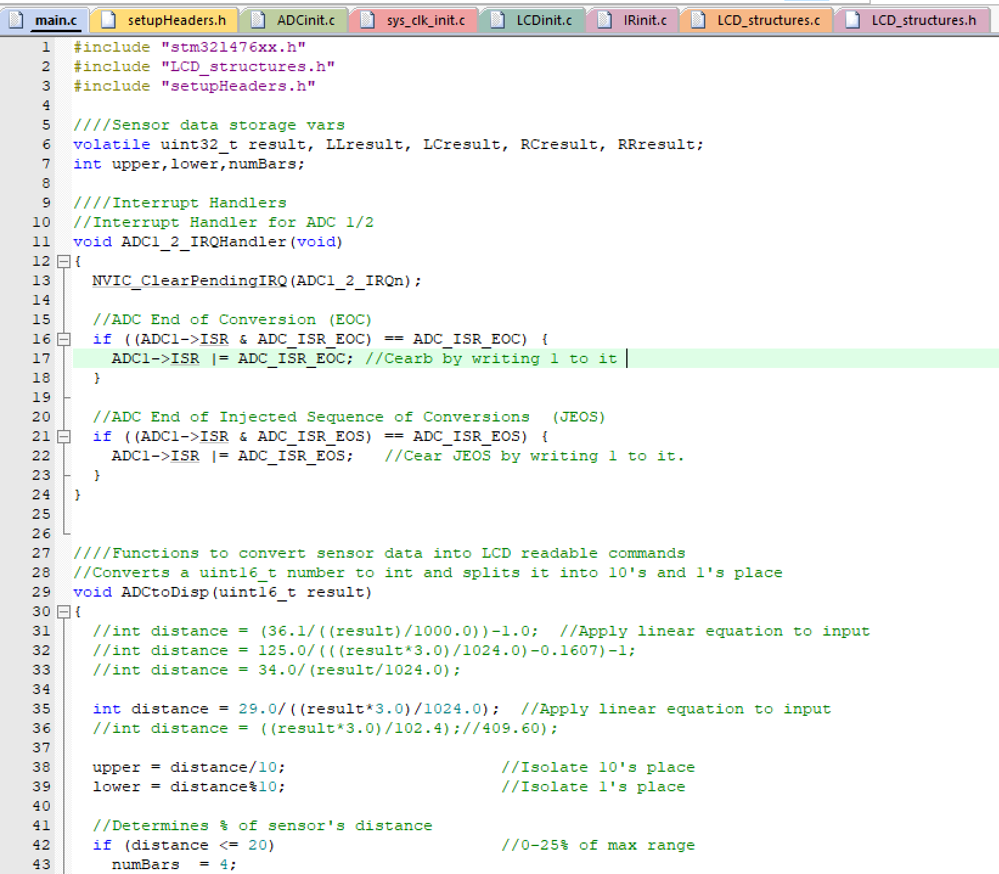 main.c setupHeaders.h ADCinit.c sys_clk_init.c LCDinit.c IRinit.c LCD_structures.c LCD_structures.h
1 #include "stm32l476xx.h"
2 #include "LCD_structures.h"
3 #include "setupHeaders.h"
4
5 ////Sensor data storage vars
6 volatile uint32_t result, LLresult, LCresult, RCresult, RRresult;
7 int upper,lower,numBars;
8
9 ////Interrupt Handlers
10 //Interrupt Handler for ADC 1/2
11 void ADC1_2_IRQHandler(void)
12 {
13   NVIC_ClearPendingIRQ(ADC1_2_IRQn);
14
15   //ADC End of Conversion (EOC)
16   if ((ADC1->ISR & ADC_ISR_EOC) == ADC_ISR_EOC) {
17     ADC1->ISR |= ADC_ISR_EOC; //Cearb by writing 1 to it
18   }
19
20   //ADC End of Injected Sequence of Conversions  (JEOS)
21   if ((ADC1->ISR & ADC_ISR_EOS) == ADC_ISR_EOS) {
22     ADC1->ISR |= ADC_ISR_EOS;   //Cear JEOS by writing 1 to it.
23   }
24 }
25
26
27 ////Functions to convert sensor data into LCD readable commands
28 //Converts a uint16_t number to int and splits it into 10's and 1's place
29 void ADCtoDisp(uint16_t result)
30 {
31   //int distance = (36.1/((result)/1000.0))-1.0;  //Apply linear equation to input
32   //int distance = 125.0/(((result*3.0)/1024.0)-0.1607)-1;
33   //int distance = 34.0/(result/1024.0);
34
35   int distance = 29.0/((result*3.0)/1024.0);  //Apply linear equation to input
36   //int distance = ((result*3.0)/102.4);//409.60);
37
38   upper = distance/10;                      //Isolate 10's place
39   lower = distance%10;                      //Isolate 1's place
40
41   //Determines % of sensor's distance
42   if (distance <= 20)                       //0-25% of max range
43     numBars  = 4;